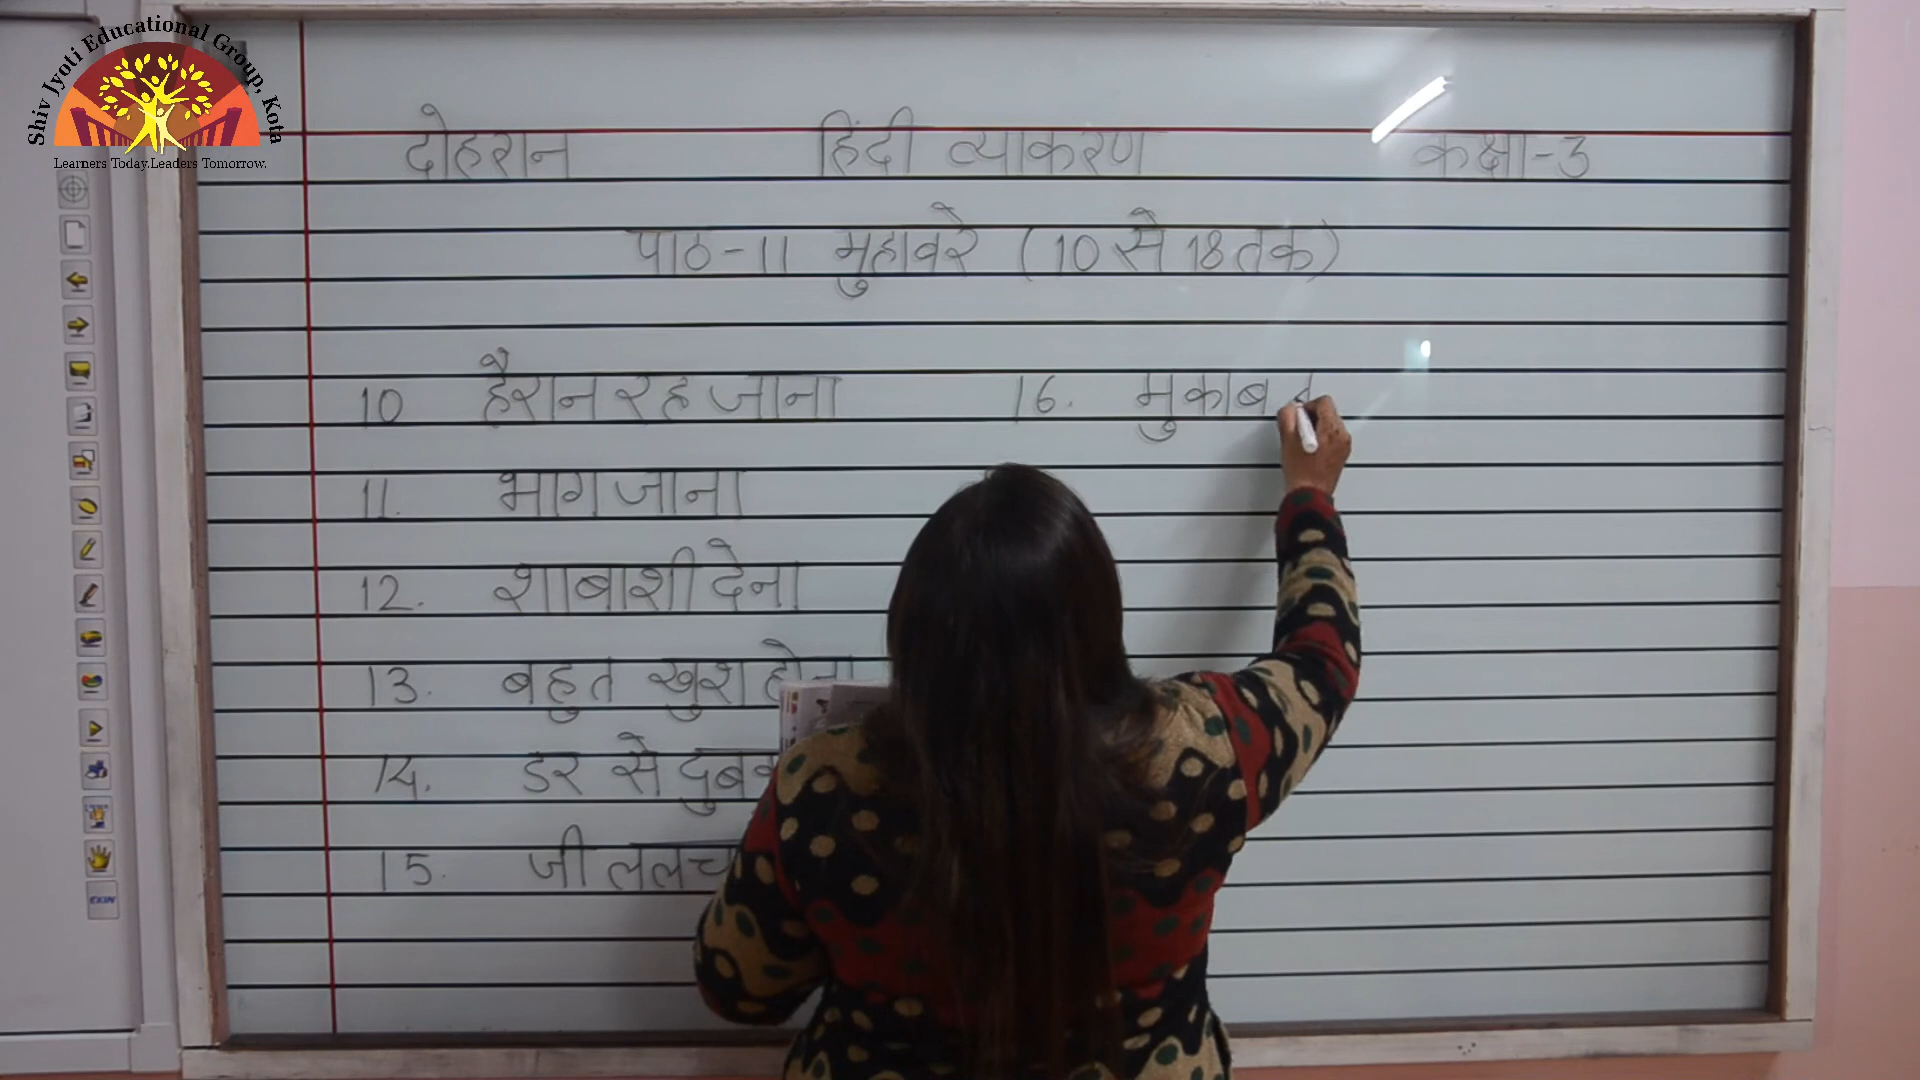 Shiv Jyoti Educational Group, Kota
Learners Today.Leaders Tomorrow.
दोहरान हिंदी व्याकरण कक्षा-3
पाठ-11 मुहावरे (10 से 18 तक)
10 हैरान रह जाना
11. भाग जाना
12. शाबाशी देना
13. बहुत खुश होना
14. डर से
15. जी
16.